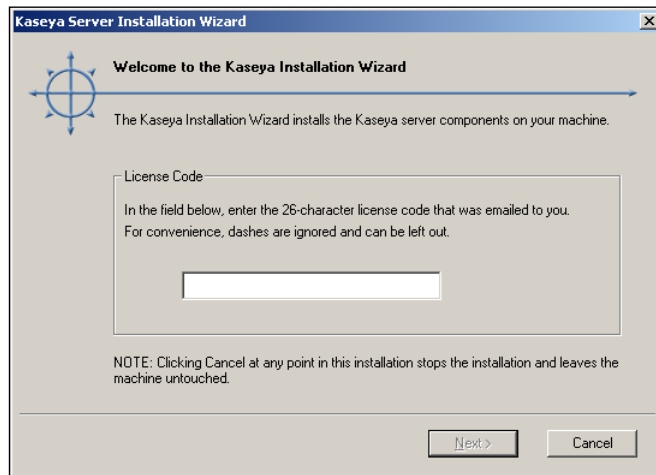 Kaseya Server Installation Wizard
Welcome to the Kaseya Installation Wizard
The Kaseya Installation Wizard installs the Kaseya server components on your machine.
License Code
In the field below, enter the 26-character license code that was emailed to you.
For convenience, dashes are ignored and can be left out.
NOTE: Clicking Cancel at any point in this installation stops the installation and leaves the
machine untouched.
Next >
Cancel